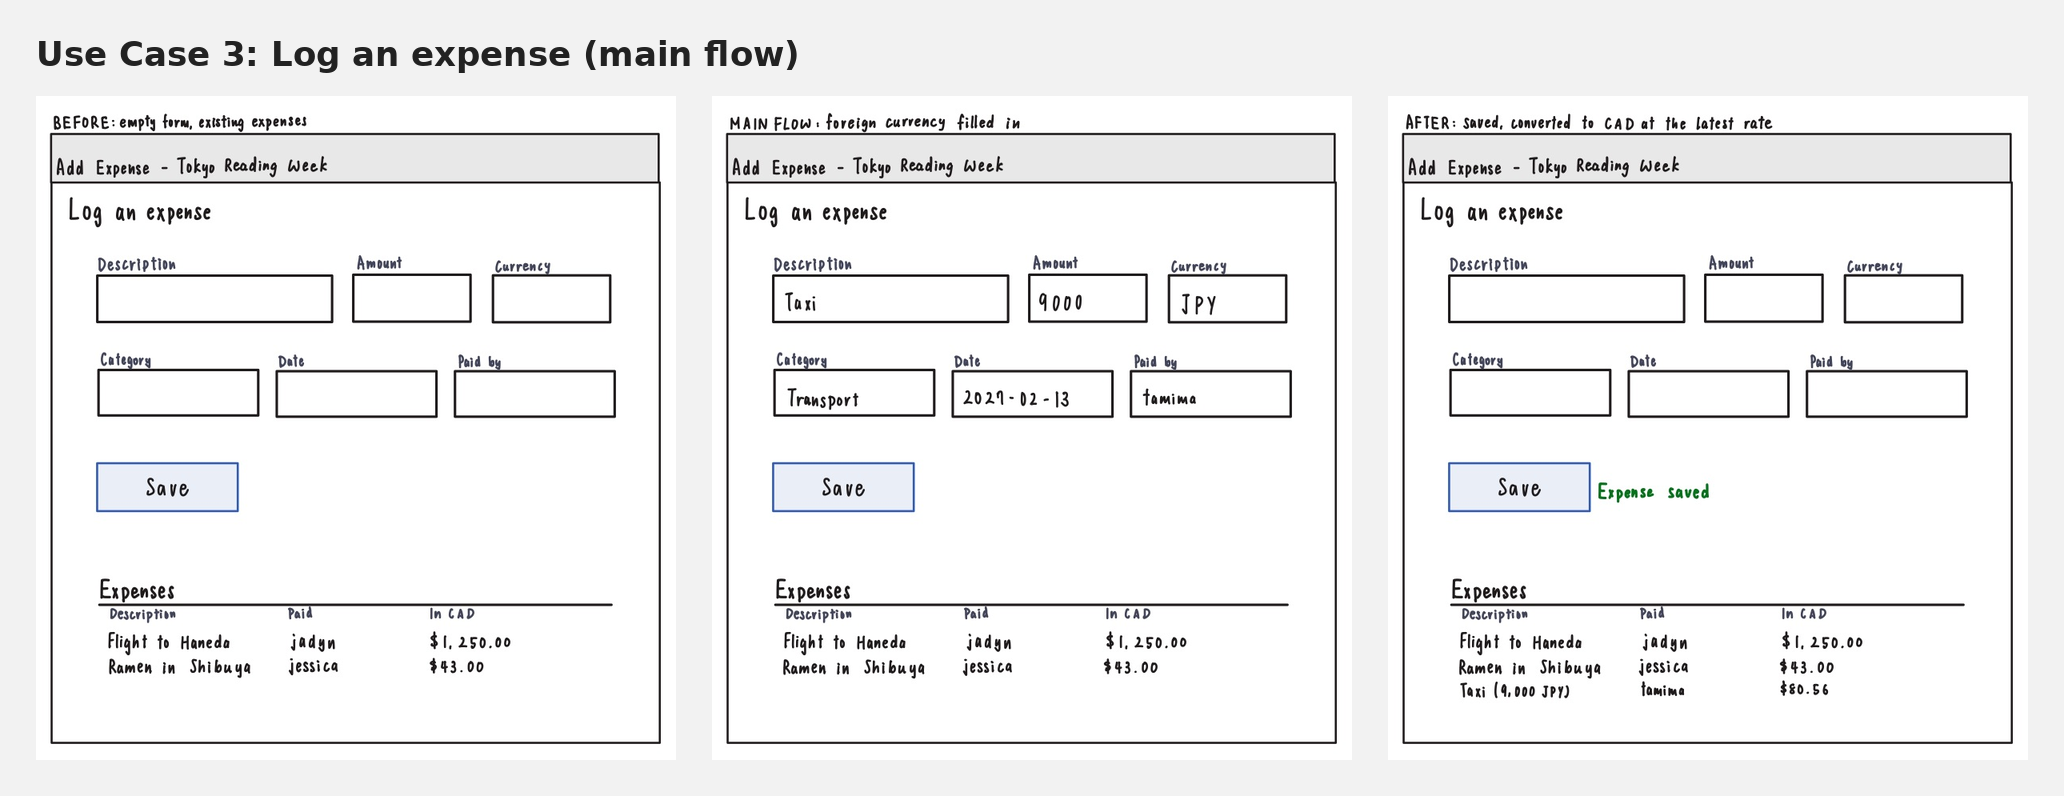 Use Case 3: Log an expense (main flow)
BEFORE: empty form, existing expenses
Add Expense - Tokyo Reading Week
Log an expense
Description Amount Currency
Category Date Paid by
Save
Expenses
Description Paid In CAD
Flight to Haneda jadyn $1,250.00
Ramen in Shibuya jessica $43.00
MAIN FLOW: foreign currency filled in
Add Expense - Tokyo Reading Week
Log an expense
Description Amount Currency
Taxi 9000 JPY
Category Date Paid by
Transport 2027-02-13 tamima
Save
Expenses
Description Paid In CAD
Flight to Haneda jadyn $1,250.00
Ramen in Shibuya jessica $43.00
AFTER: saved, converted to CAD at the latest rate
Add Expense - Tokyo Reading Week
Log an expense
Description Amount Currency
Category Date Paid by
Save Expense saved
Expenses
Description Paid In CAD
Flight to Haneda jadyn $1,250.00
Ramen in Shibuya jessica $43.00
Taxi (9,000 JPY) tamima $80.56